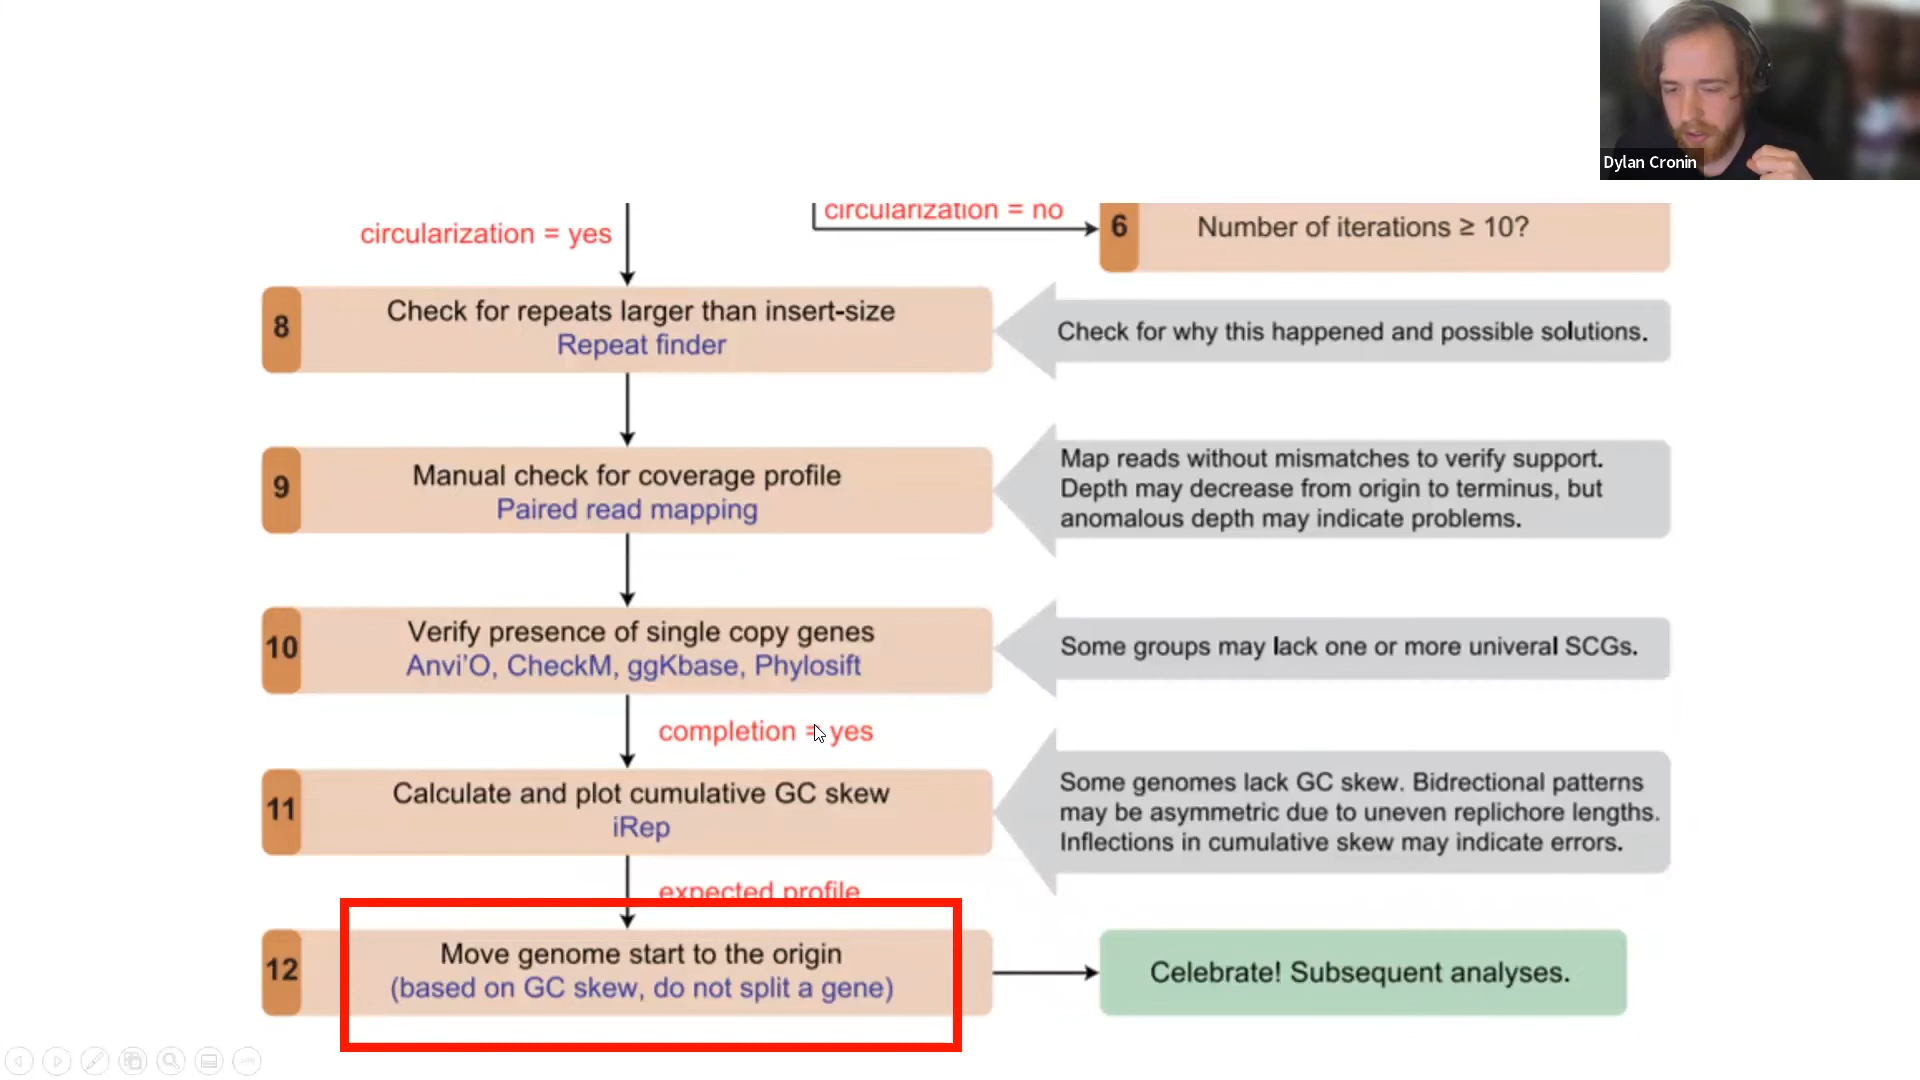 Dylan Cronin
circularization = yes
circularization = no
6
Number of iterations ≥ 10?
8
Check for repeats larger than insert-size
Repeat finder
Check for why this happened and possible solutions.
9
Manual check for coverage profile
Paired read mapping
Map reads without mismatches to verify support.
Depth may decrease from origin to terminus, but
anomalous depth may indicate problems.
10
Verify presence of single copy genes
Anvi'O, CheckM, ggKbase, Phylosift
Some groups may lack one or more univeral SCGs.
completion = yes
11
Calculate and plot cumulative GC skew
iRep
Some genomes lack GC skew. Bidrectional patterns
may be asymmetric due to uneven replichore lengths.
Inflections in cumulative skew may indicate errors.
expected profile
12
Move genome start to the origin
(based on GC skew, do not split a gene)
Celebrate! Subsequent analyses.